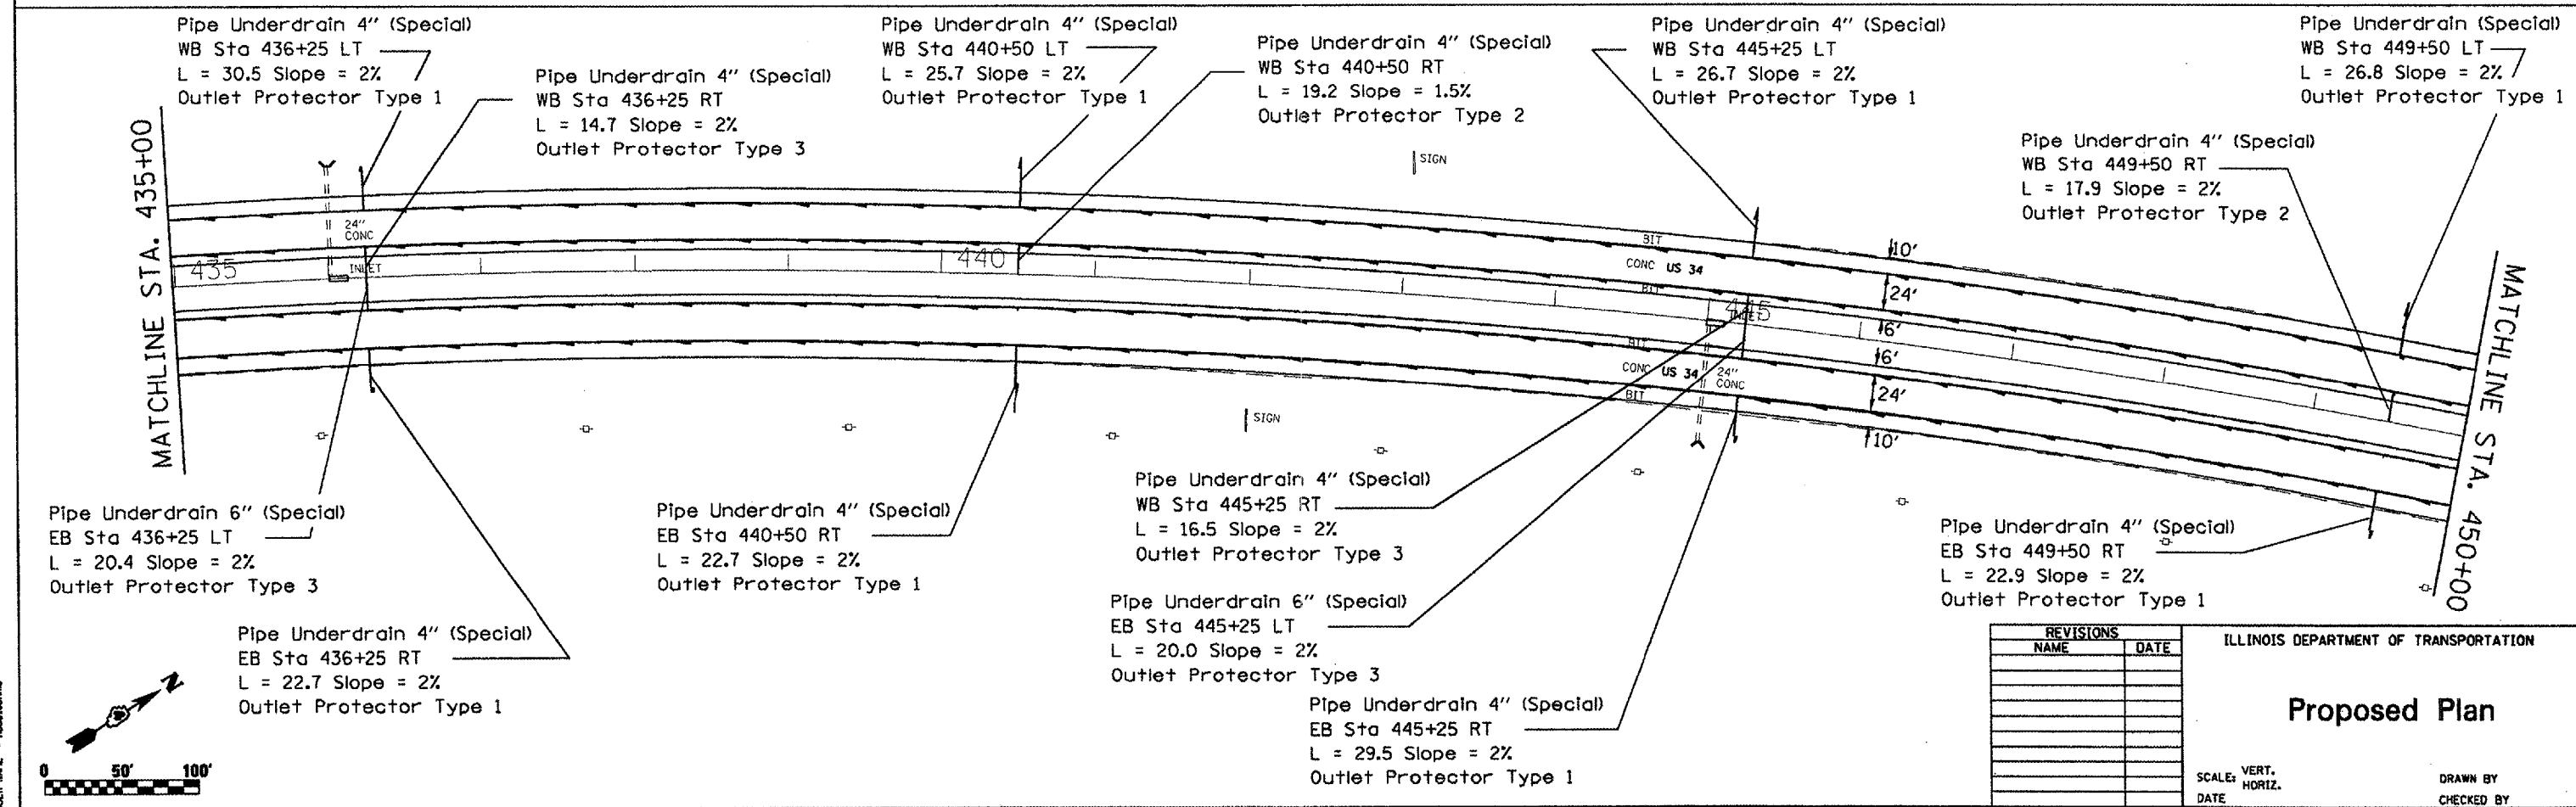 Pipe Underdrain 4" (Special)
WB Sta 436+25 LT
L = 30.5 Slope = 2%
Outlet Protector Type 1
Pipe Underdrain 4" (Special)
WB Sta 436+25 RT
L = 14.7 Slope = 2%
Outlet Protector Type 3
Pipe Underdrain 4" (Special)
WB Sta 440+50 LT
L = 25.7 Slope = 2%
Outlet Protector Type 1
Pipe Underdrain 4" (Special)
WB Sta 440+50 RT
L = 19.2 Slope = 1.5%
Outlet Protector Type 2
Pipe Underdrain 4" (Special)
WB Sta 445+25 LT
L = 26.7 Slope = 2%
Outlet Protector Type 1
Pipe Underdrain (Special)
WB Sta 449+50 LT
L = 26.8 Slope = 2%
Outlet Protector Type 1
Pipe Underdrain 4" (Special)
WB Sta 449+50 RT
L = 17.9 Slope = 2%
Outlet Protector Type 2
MATCHLINE STA. 435+00
SIGN
24"
CONC
INLET
435
440
BIT
CONC US 34
BIT
445
INLET
10'
24'
6'
6'
24'
10'
BIT
CONC US 34
24"
CONC
BIT
SIGN
MATCHLINE STA. 450+00
Pipe Underdrain 6" (Special)
EB Sta 436+25 LT
L = 20.4 Slope = 2%
Outlet Protector Type 3
Pipe Underdrain 4" (Special)
EB Sta 436+25 RT
L = 22.7 Slope = 2%
Outlet Protector Type 1
Pipe Underdrain 4" (Special)
EB Sta 440+50 RT
L = 22.7 Slope = 2%
Outlet Protector Type 1
Pipe Underdrain 4" (Special)
WB Sta 445+25 RT
L = 16.5 Slope = 2%
Outlet Protector Type 3
Pipe Underdrain 6" (Special)
EB Sta 445+25 LT
L = 20.0 Slope = 2%
Outlet Protector Type 3
Pipe Underdrain 4" (Special)
EB Sta 445+25 RT
L = 29.5 Slope = 2%
Outlet Protector Type 1
Pipe Underdrain 4" (Special)
EB Sta 449+50 RT
L = 22.9 Slope = 2%
Outlet Protector Type 1
N
0 50' 100'
REVISIONS
NAME DATE
ILLINOIS DEPARTMENT OF TRANSPORTATION
Proposed Plan
SCALE: VERT.
HORIZ.
DATE
DRAWN BY
CHECKED BY